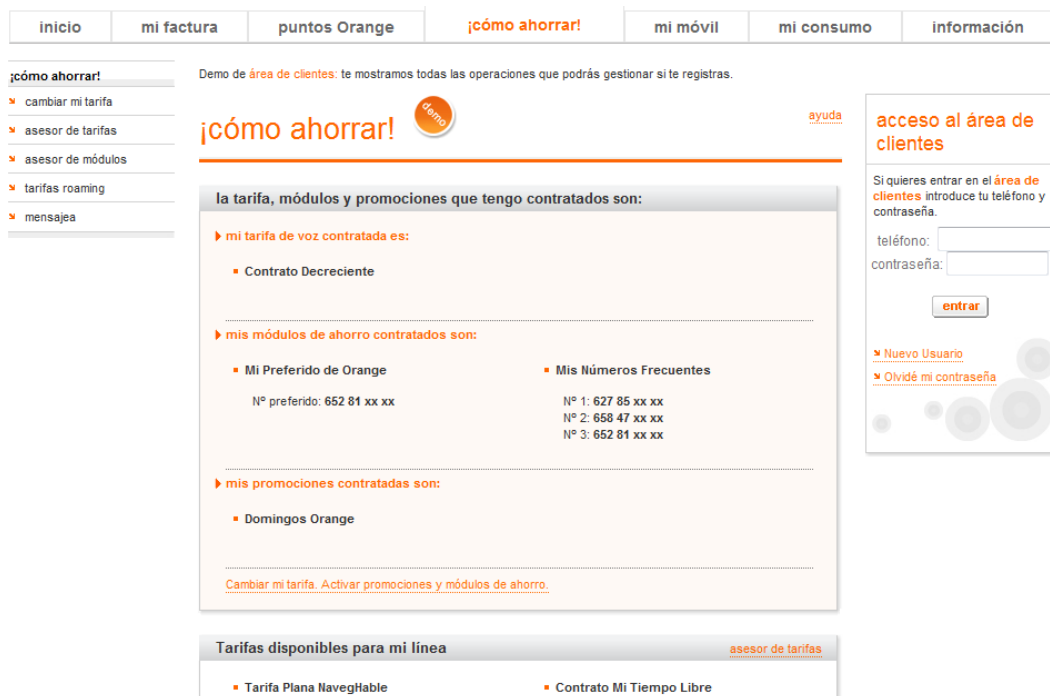 inicio mi factura puntos Orange ¡cómo ahorrar! mi móvil mi consumo información
¡cómo ahorrar!
cambiar mi tarifa
asesor de tarifas
asesor de módulos
tarifas roaming
mensajea
Demo de área de clientes: te mostramos todas las operaciones que podrás gestionar si te registras.
¡cómo ahorrar!
demo
ayuda
la tarifa, módulos y promociones que tengo contratados son:
mi tarifa de voz contratada es:
Contrato Decreciente
mis módulos de ahorro contratados son:
Mi Preferido de Orange
Nº preferido: 652 81 xx xx
Mis Números Frecuentes
Nº 1: 627 85 xx xx
Nº 2: 658 47 xx xx
Nº 3: 652 81 xx xx
mis promociones contratadas son:
Domingos Orange
Cambiar mi tarifa. Activar promociones y módulos de ahorro.
Tarifas disponibles para mi línea
asesor de tarifas
Tarifa Plana NavegHable
Contrato Mi Tiempo Libre
acceso al área de
clientes
Si quieres entrar en el área de
clientes introduce tu teléfono y
contraseña.
teléfono:
contraseña:
entrar
Nuevo Usuario
Olvidé mi contraseña